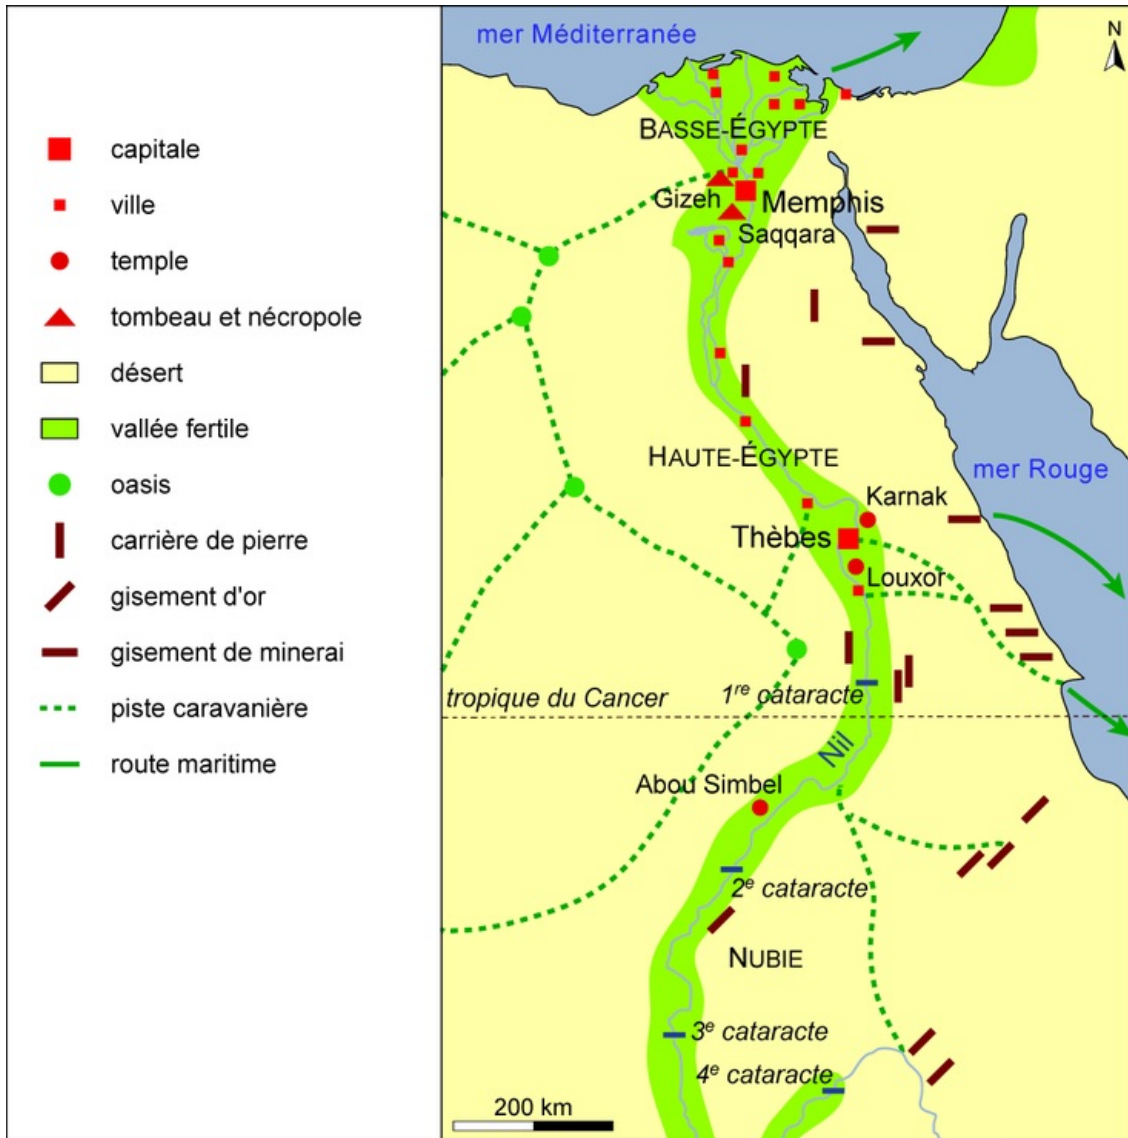 capitale
ville
temple
tombeau et nécropole
désert
vallée fertile
oasis
carrière de pierre
gisement d'or
gisement de minerai
piste caravanière
route maritime
mer Méditerranée
N
BASSE-ÉGYPTE
Gizeh
Memphis
Saqqara
HAUTE-ÉGYPTE
mer Rouge
Karnak
Thèbes
Louxor
tropique du Cancer
1re cataracte
Nil
Abou Simbel
2e cataracte
NUBIE
3e cataracte
4e cataracte
200 km